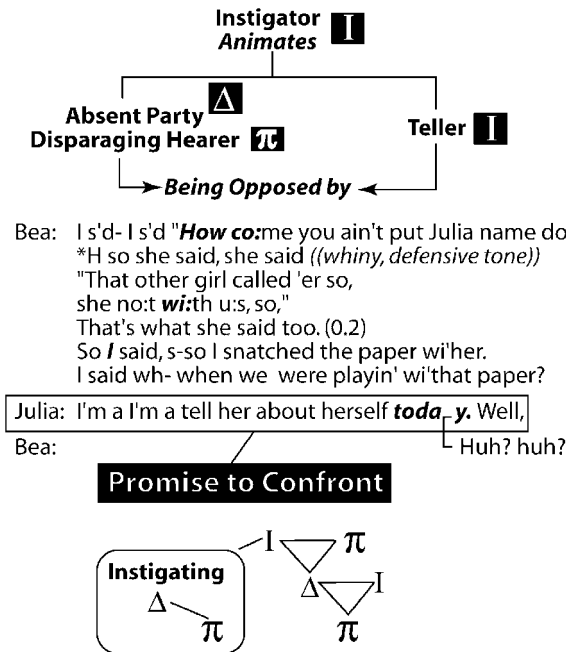 Instigator I
Animates
Absent Party Δ
Disparaging Hearer π
Teller I
Being Opposed by
Bea: I s'd- I s'd "How co:me you ain't put Julia name do
*H so she said, she said ((whiny, defensive tone))
"That other girl called 'er so,
she no:t wi:th u:s, so,"
That's what she said too. (0.2)
So I said, s-so I snatched the paper wi'her.
I said wh- when we were playin' wi'that paper?
Julia: I'm a I'm a tell her about herself today. Well,
Bea: Huh? huh?
Promise to Confront
Instigating
Δ
π
I π
Δ I
π